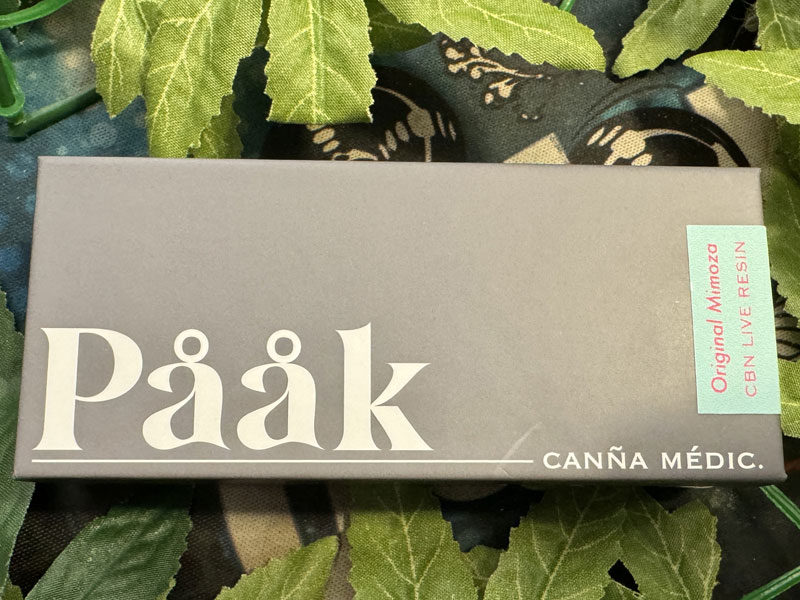 Pååk
CANÑA MÉDIC.
Original Mimoza
CBN LIVE RESIN